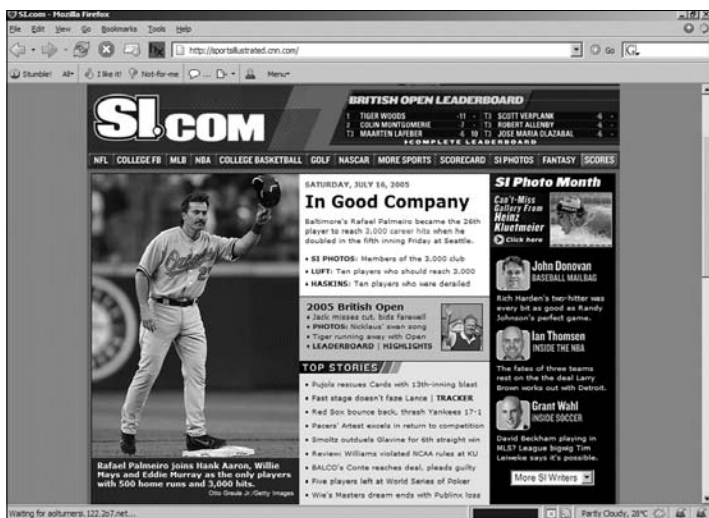 SI.com - Mozilla Firefox
File Edit View Go Bookmarks Tools Help
http://sportsillustrated.cnn.com/
Go
Stumble! All I like it! Not-for-me Menu
SI.COM
BRITISH OPEN LEADERBOARD
1 TIGER WOODS -11 - T3 SCOTT VERPLANK -6 -
2 COLIN MONTGOMERIE -7 - T3 ROBERT ALLENBY -6 -
T3 MAARTEN LAFEBER -6 10 T3 JOSE MARIA OLAZABAL -6 -
COMPLETE LEADERBOARD
NFL COLLEGE FB MLB NBA COLLEGE BASKETBALL GOLF NASCAR MORE SPORTS SCORECARD SI PHOTOS FANTASY SCORES
SATURDAY, JULY 16, 2005
In Good Company
Baltimore's Rafael Palmeiro became the 26th
player to reach 3,000 career hits when he
doubled in the fifth inning Friday at Seattle.
• SI PHOTOS: Members of the 3,000 club
• LUFT: Ten players who should reach 3,000
• HASKINS: Ten players who were derailed
2005 British Open
• Jack misses cut, bids farewell
• PHOTOS: Nicklaus' swan song
• Tiger running away with Open
• LEADERBOARD | HIGHLIGHTS
TOP STORIES
• Pujols rescues Cards with 13th-inning blast
• Fast stage doesn't faze Lance | TRACKER
• Red Sox bounce back, thrash Yankees 17-1
• Pacers' Artest excels in return to competition
• Smoltz outduels Glavine for 6th straight win
• Review: Williams violated NCAA rules at KU
• BALCO's Conte reaches deal, pleads guilty
• Five players left at World Series of Poker
• Wie's Masters dream ends with Publinx loss
Rafael Palmeiro joins Hank Aaron, Willie
Mays and Eddie Murray as the only players
with 500 home runs and 3,000 hits.
Otto Greule Jr./Getty Images
SI Photo Month
Can't-Miss
Gallery From
Heinz
Kluetmeier
Click here
John Donovan
BASEBALL MAILBAG
Rich Harden's two-hitter was
every bit as good as Randy
Johnson's perfect game.
Ian Thomsen
INSIDE THE NBA
The fates of three teams
rest on the the deal Larry
Brown works out with Detroit.
Grant Wahl
INSIDE SOCCER
David Beckham playing in
MLS? League bigwig Tim
Leiweke says it's possible.
More SI Writers
Waiting for aolturners.122.2o7.net...
Partly Cloudy, 28°C